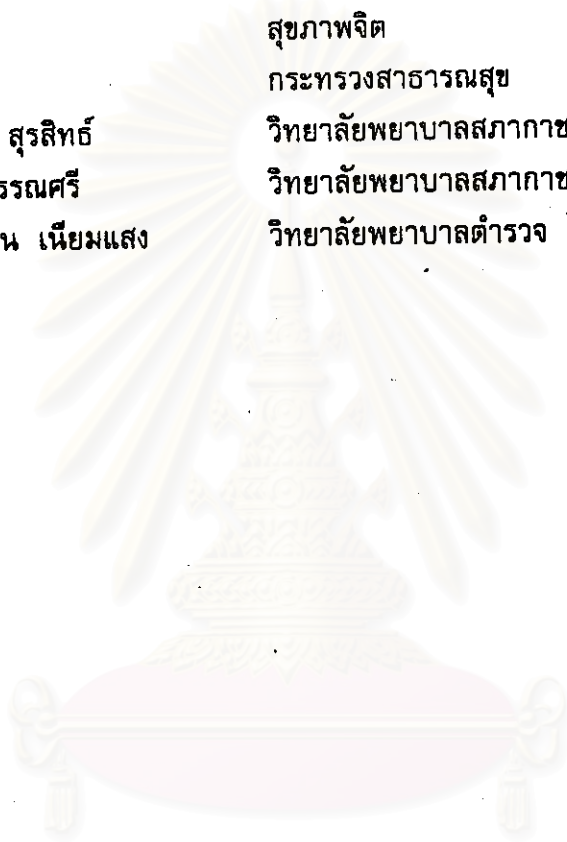 สุขภาพจิต
กระทรวงสาธารณสุข
สุรสิทธ์ วิทยาลัยพยาบาลสภากาช
รรณศรี วิทยาลัยพยาบาลสภากาช
น เนียมแสง วิทยาลัยพยาบาลตำรวจ